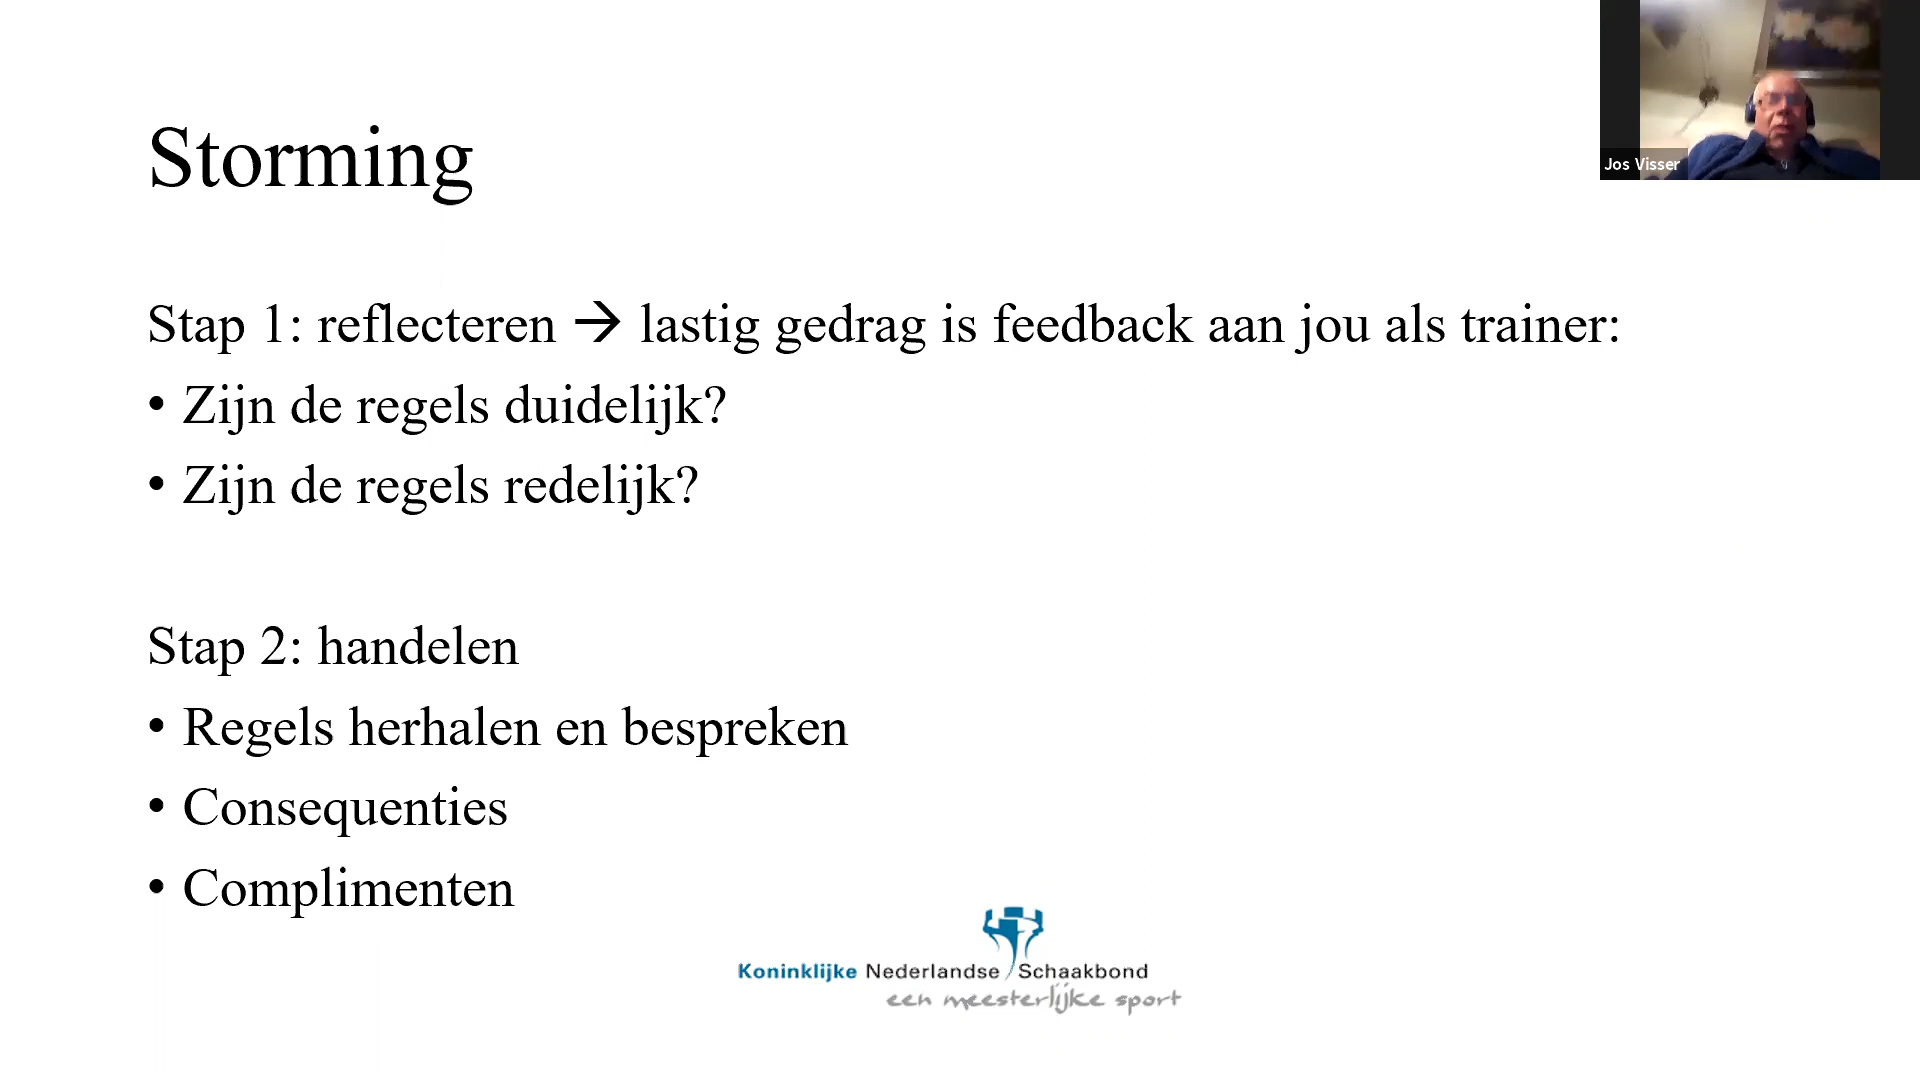 Storming
Jos Visser
Stap 1: reflecteren → lastig gedrag is feedback aan jou als trainer:
• Zijn de regels duidelijk?
• Zijn de regels redelijk?
Stap 2: handelen
• Regels herhalen en bespreken
• Consequenties
• Complimenten
Koninklijke Nederlandse Schaakbond
een meesterlijke sport